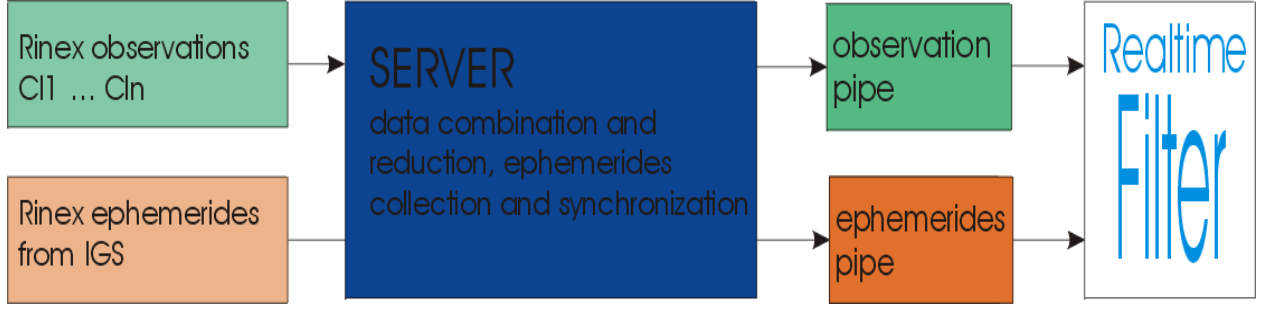 Rinex observations
Cl1 ... Cln
Rinex ephemerides
from IGS
SERVER
data combination and
reduction, ephemerides
collection and synchronization
observation
pipe
ephemerides
pipe
Realtime
Filter